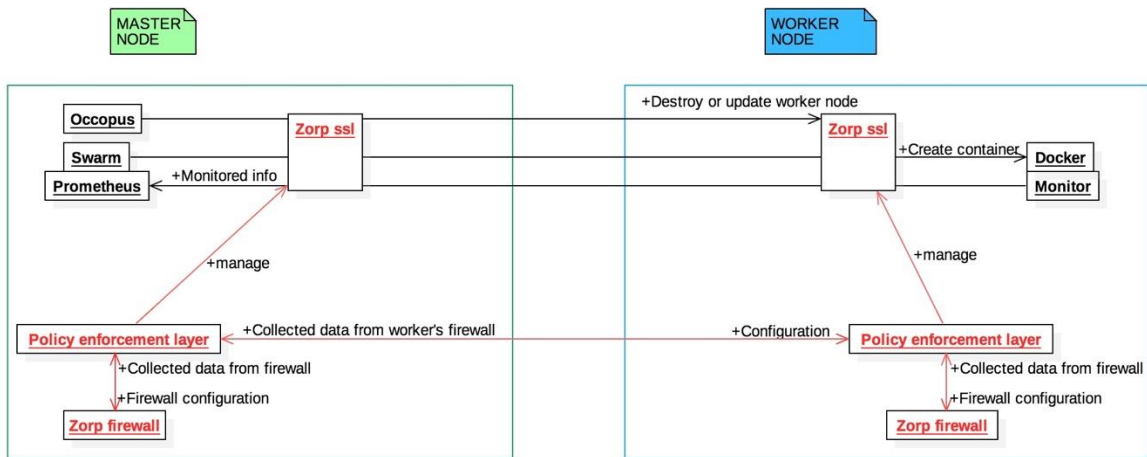 MASTER
NODE
WORKER
NODE
+Destroy or update worker node
Occopus
Zorp ssl
Zorp ssl
Swarm
+Create container
Docker
+Monitored info
Prometheus
Monitor
+manage
+manage
Policy enforcement layer
+Collected data from worker's firewall
+Configuration
Policy enforcement layer
+Collected data from firewall
+Collected data from firewall
+Firewall configuration
+Firewall configuration
Zorp firewall
Zorp firewall